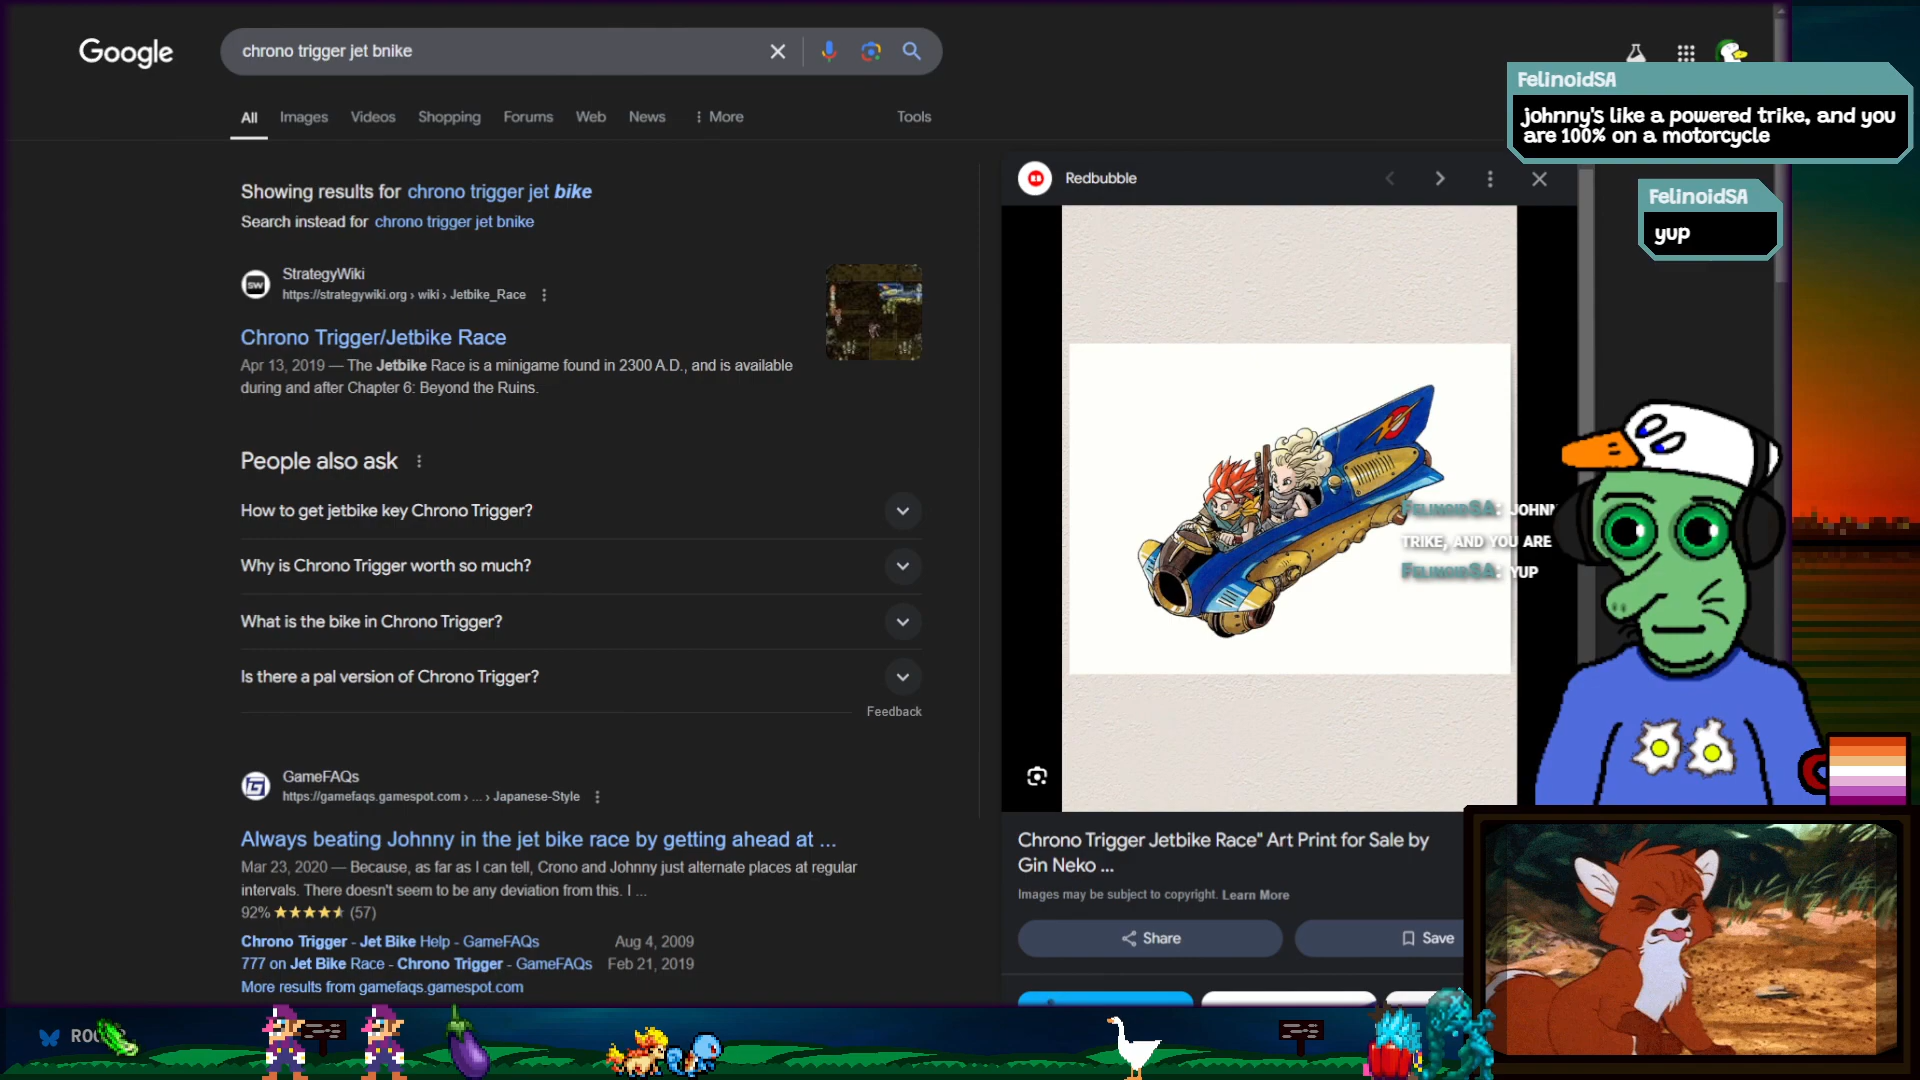 Google
chrono trigger jet bnike
All
Images
Videos
Shopping
Forums
Web
News
More
Tools
Showing results for chrono trigger jet bike
Search instead for chrono trigger jet bnike
SW
StrategyWiki
https://strategywiki.org › wiki › Jetbike_Race
Chrono Trigger/Jetbike Race
Apr 13, 2019 — The Jetbike Race is a minigame found in 2300 A.D., and is available
during and after Chapter 6: Beyond the Ruins.
People also ask
How to get jetbike key Chrono Trigger?
Why is Chrono Trigger worth so much?
What is the bike in Chrono Trigger?
Is there a pal version of Chrono Trigger?
Feedback
GameFAQs
https://gamefaqs.gamespot.com › ... › Japanese-Style
Always beating Johnny in the jet bike race by getting ahead at ...
Mar 23, 2020 — Because, as far as I can tell, Crono and Johnny just alternate places at regular
intervals. There doesn't seem to be any deviation from this. I ...
92% ★★★★★ (57)
Chrono Trigger - Jet Bike Help - GameFAQs Aug 4, 2009
777 on Jet Bike Race - Chrono Trigger - GameFAQs Feb 21, 2019
More results from gamefaqs.gamespot.com
Redbubble
Chrono Trigger Jetbike Race" Art Print for Sale by
Gin Neko ...
Images may be subject to copyright. Learn More
Share
Save
FelinoidSA
johnny's like a powered trike, and you
are 100% on a motorcycle
FelinoidSA
yup
FelinoidSA: JOHN
TRIKE, AND YOU ARE
FelinoidSA: YUP